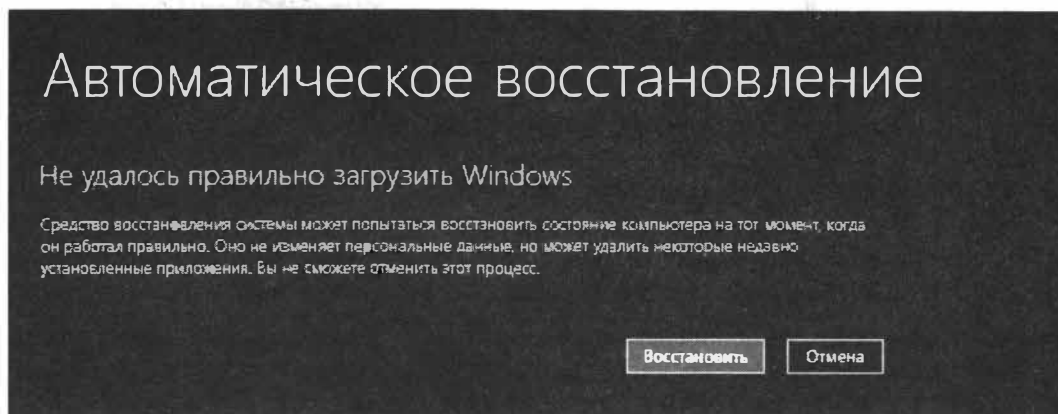 Автоматическое восстановление
Не удалось правильно загрузить Windows
Средство восстановления системы может попытаться восстановить состояние компьютера на тот момент, когда
он работал правильно. Оно не изменяет персональные данные, но может удалить некоторые недавно
установленные приложения. Вы не сможете отменить этот процесс.
Восстановить
Отмена